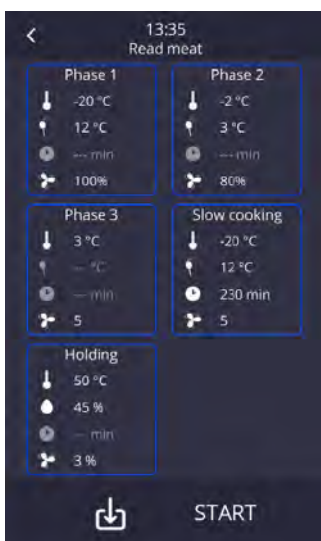 13:35
Read meat
Phase 1
-20 °C
12 °C
--- min
100%
Phase 2
-2 °C
3 °C
--- min
80%
Phase 3
3 °C
--- °C
--- min
5
Slow cooking
-20 °C
12 °C
230 min
5
Holding
50 °C
45 %
--- min
3 %
START